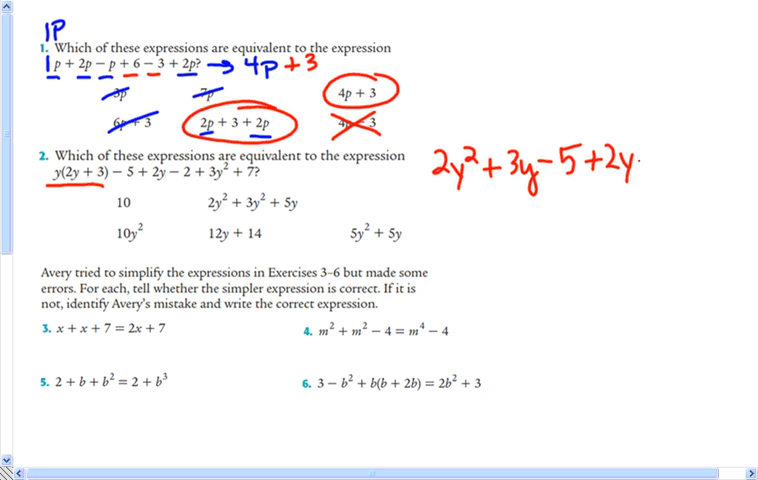 1P
1. Which of these expressions are equivalent to the expression
1p + 2p − p + 6 − 3 + 2p? → 4p + 3
3p 7p 4p + 3
6p + 3 2p + 3 + 2p 4p − 3
2. Which of these expressions are equivalent to the expression
y(2y + 3) − 5 + 2y − 2 + 3y² + 7? 2y² + 3y − 5 + 2y
10 2y² + 3y² + 5y
10y² 12y + 14 5y² + 5y
Avery tried to simplify the expressions in Exercises 3–6 but made some
errors. For each, tell whether the simpler expression is correct. If it is
not, identify Avery's mistake and write the correct expression.
3. x + x + 7 = 2x + 7 4. m² + m² − 4 = m⁴ − 4
5. 2 + b + b² = 2 + b³ 6. 3 − b² + b(b + 2b) = 2b² + 3